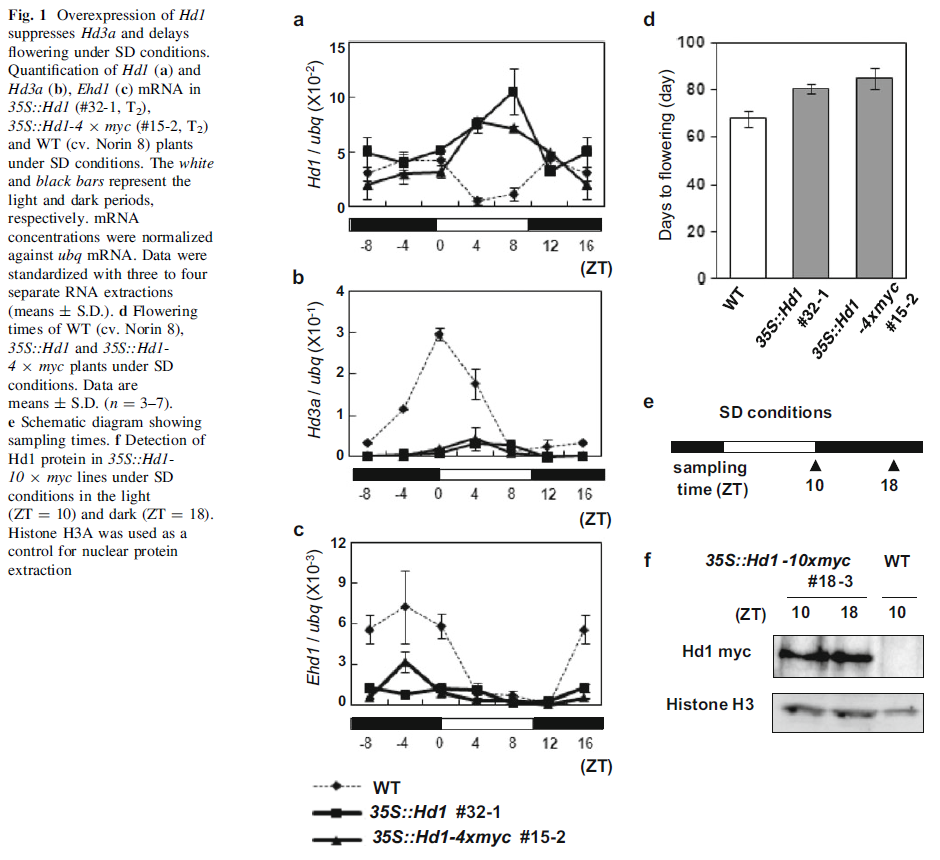 Fig. 1 Overexpression of Hd1
suppresses Hd3a and delays
flowering under SD conditions.
Quantification of Hd1 (a) and
Hd3a (b), Ehd1 (c) mRNA in
35S::Hd1 (#32-1, T₂),
35S::Hd1-4 × myc (#15-2, T₂)
and WT (cv. Norin 8) plants
under SD conditions. The white
and black bars represent the
light and dark periods,
respectively. mRNA
concentrations were normalized
against ubq mRNA. Data were
standardized with three to four
separate RNA extractions
(means ± S.D.). d Flowering
times of WT (cv. Norin 8),
35S::Hd1 and 35S::Hd1-
4 × myc plants under SD
conditions. Data are
means ± S.D. (n = 3–7).
e Schematic diagram showing
sampling times. f Detection of
Hd1 protein in 35S::Hd1-
10 × myc lines under SD
conditions in the light
(ZT = 10) and dark (ZT = 18).
Histone H3A was used as a
control for nuclear protein
extraction
a
Hd1 / ubq (X10⁻²)
15
10
5
0
-8 -4 0 4 8 12 16
(ZT)
b
Hd3a / ubq (X10⁻¹)
4
3
2
1
0
-8 -4 0 4 8 12 16
(ZT)
c
Ehd1 / ubq (X10⁻³)
12
9
6
3
0
-8 -4 0 4 8 12 16
(ZT)
WT
35S::Hd1 #32-1
35S::Hd1-4xmyc #15-2
d
Days to flowering (day)
100
80
60
40
20
0
WT
35S::Hd1
#32-1
35S::Hd1
-4xmyc
#15-2
e
SD conditions
sampling
time (ZT) 10 18
f
35S::Hd1 -10xmyc WT
#18-3
(ZT) 10 18 10
Hd1 myc
Histone H3